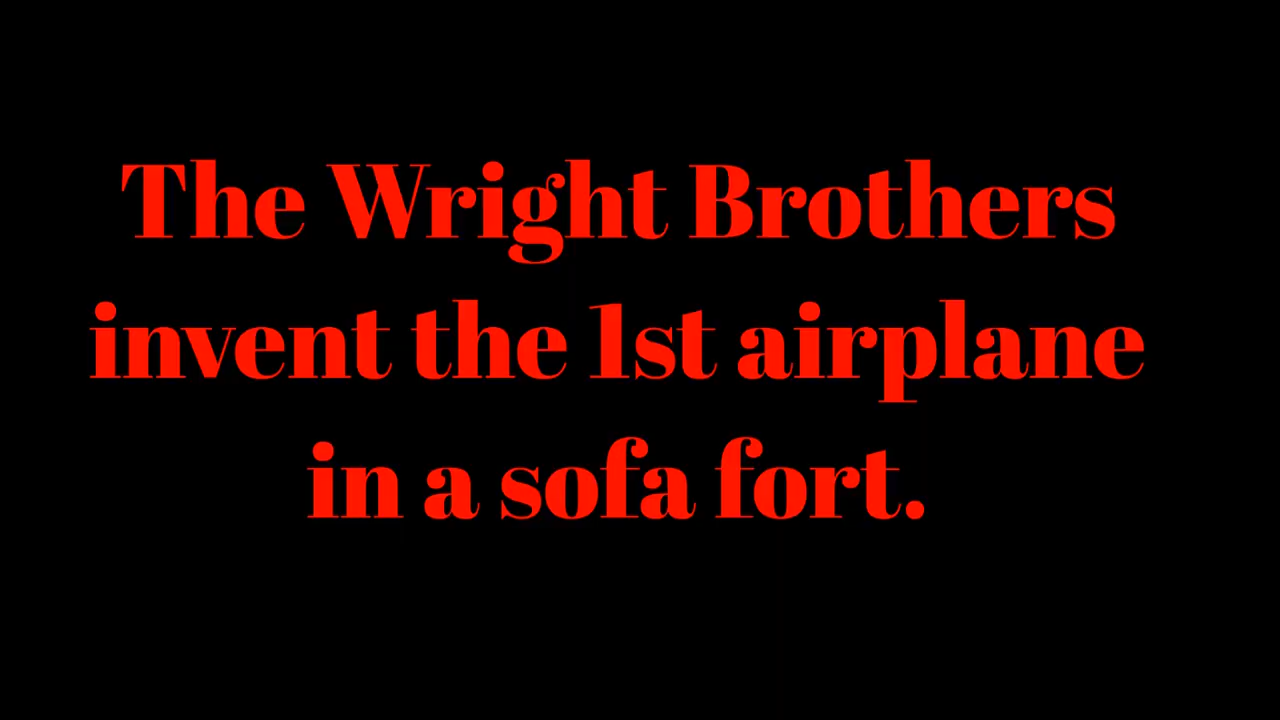 The Wright Brothers
invent the 1st airplane
in a sofa fort.